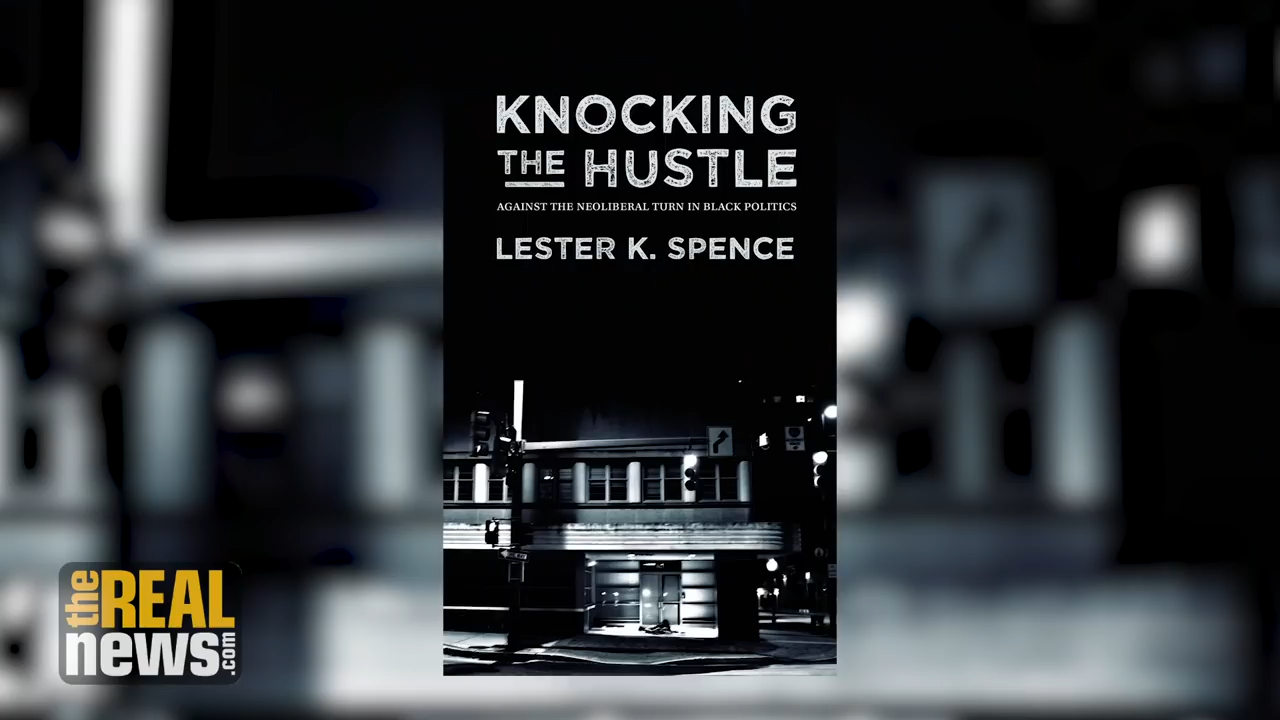 KNOCKING
THE HUSTLE
AGAINST THE NEOLIBERAL TURN IN BLACK POLITICS
LESTER K. SPENCE
the REAL
news.com